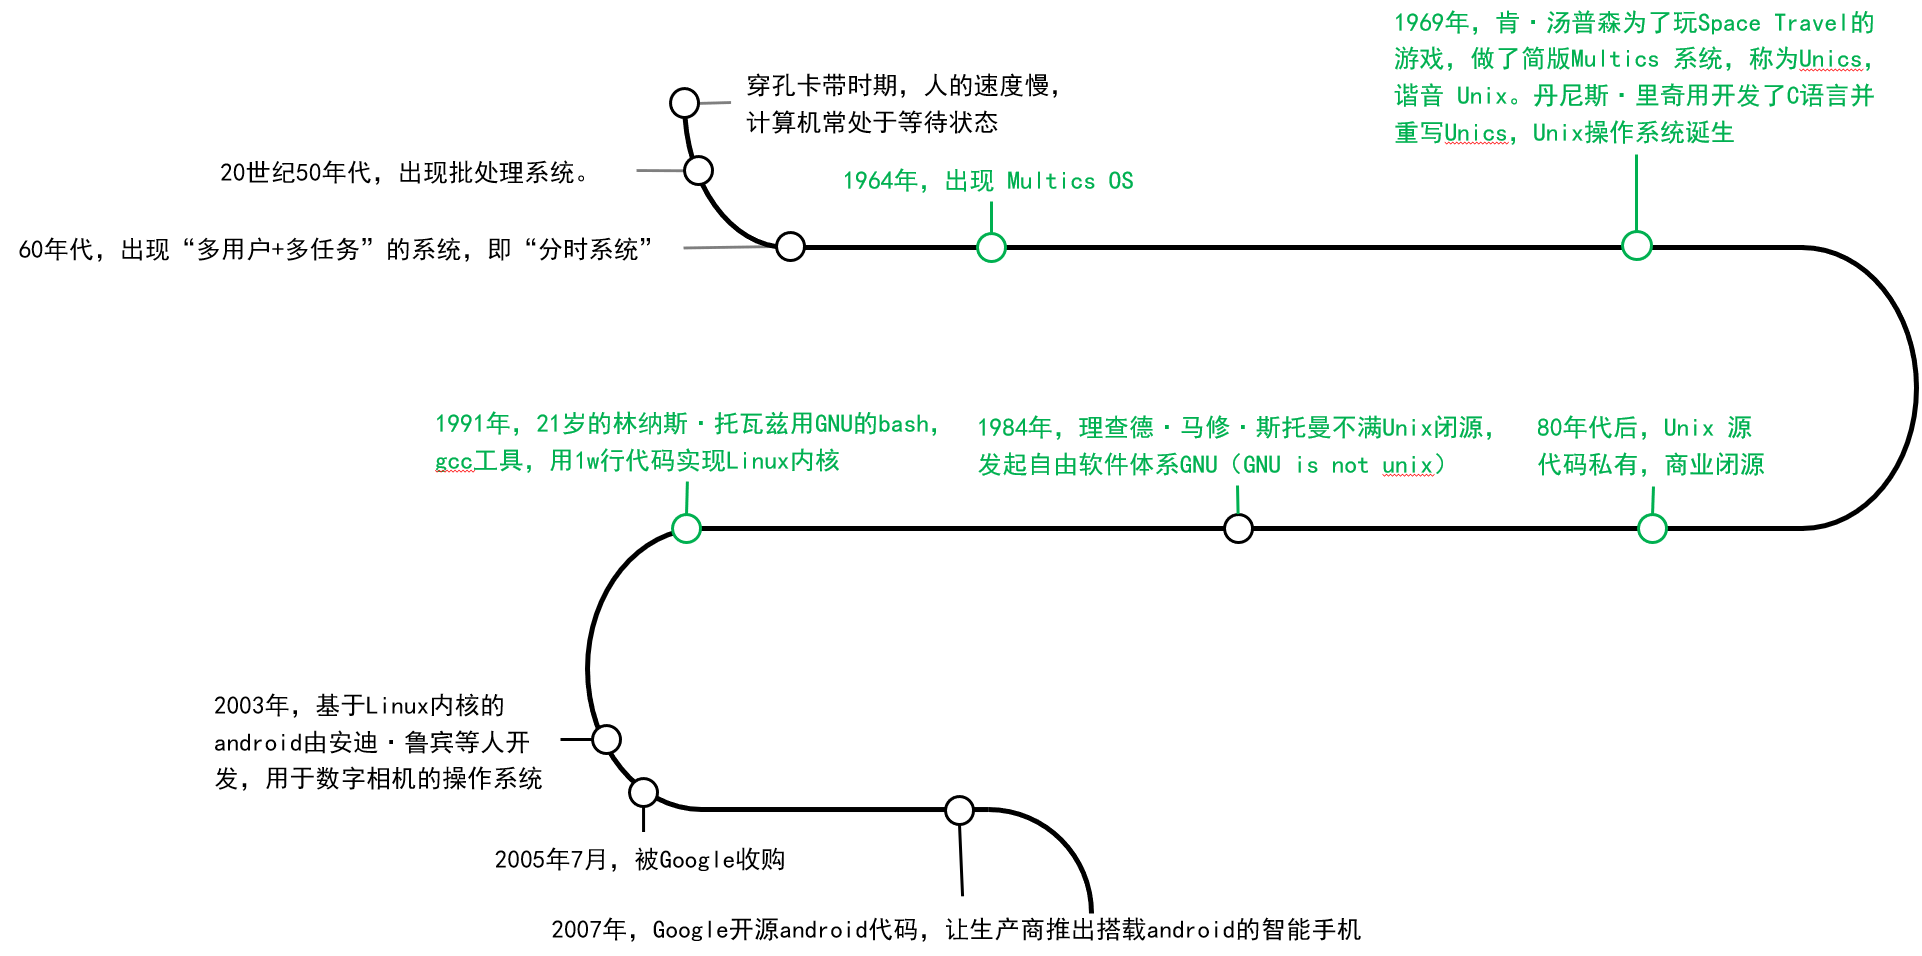 穿孔卡带时期，人的速度慢，
计算机常处于等待状态
20世纪50年代，出现批处理系统。
60年代，出现“多用户+多任务”的系统，即“分时系统”
1964年，出现 Multics OS
1969年，肯·汤普森为了玩Space Travel的
游戏，做了简版Multics 系统，称为Unics，
谐音 Unix。丹尼斯·里奇用开发了C语言并
重写Unics，Unix操作系统诞生
80年代后，Unix 源
代码私有，商业闭源
1984年，理查德·马修·斯托曼不满Unix闭源，
发起自由软件体系GNU（GNU is not unix）
1991年，21岁的林纳斯·托瓦兹用GNU的bash，
gcc工具，用1w行代码实现Linux内核
2003年，基于Linux内核的
android由安迪·鲁宾等人开
发，用于数字相机的操作系统
2005年7月，被Google收购
2007年，Google开源android代码，让生产商推出搭载android的智能手机